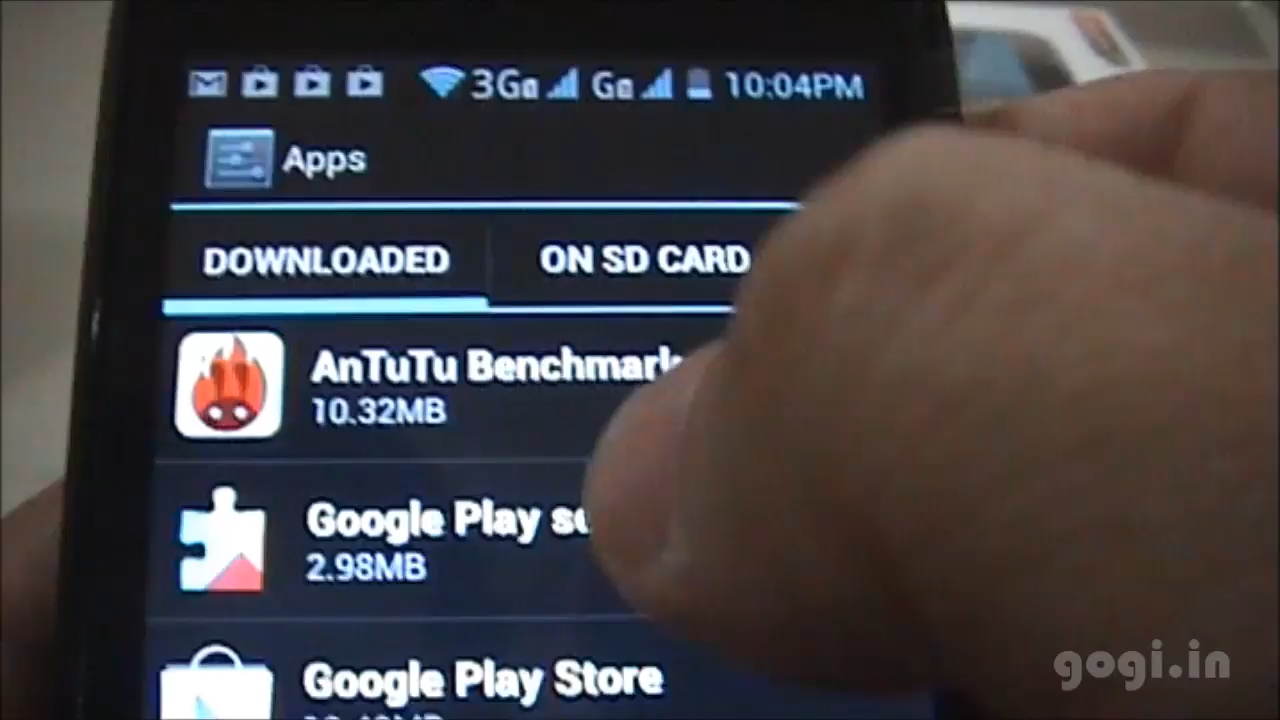 3G G 10:04PM
Apps
DOWNLOADED ON SD CARD
AnTuTu Benchmark
10.32MB
Google Play se
2.98MB
Google Play Store
gogi.in